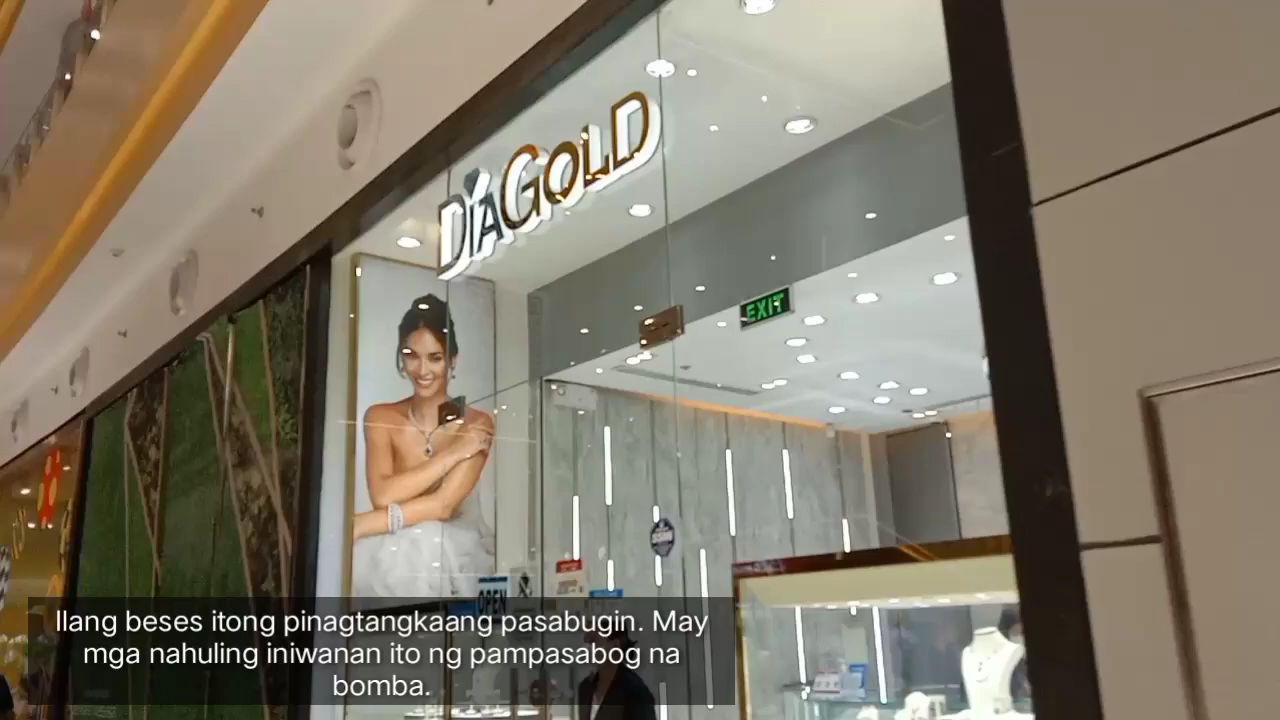 DIAGOLD
EXIT
OPEN
Ilang beses itong pinagtangkaang pasabugin. May
mga nahuling iniwanan ito ng pampasabog na
bomba.